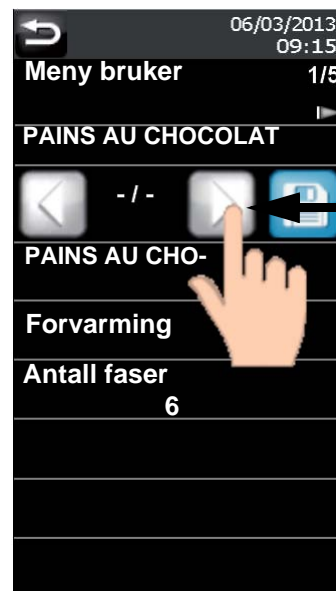 06/03/2013
09:15
Meny bruker 1/5
PAINS AU CHOCOLAT
- / -
PAINS AU CHO-
Forvarming
Antall faser
6